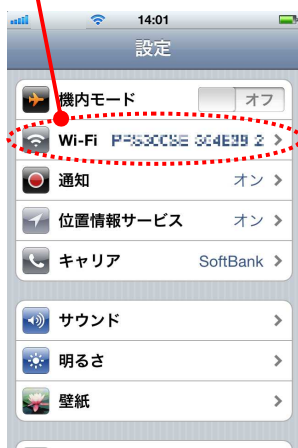 14:01
設定
機内モード オフ
Wi-Fi
通知 オン
位置情報サービス オン
キャリア SoftBank
サウンド
明るさ
壁紙